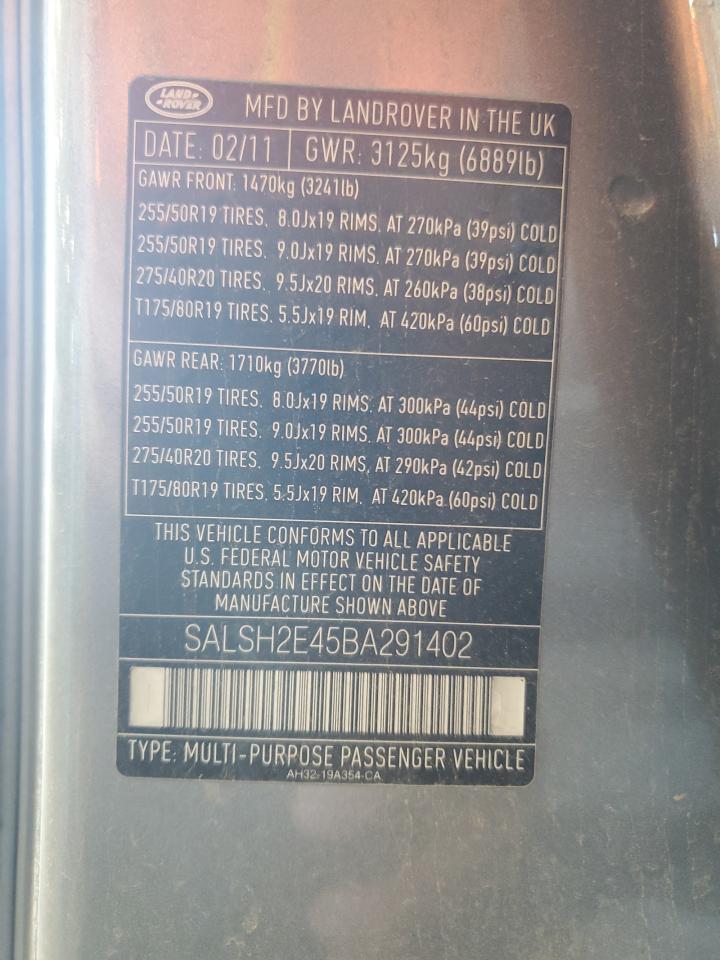 LAND ROVER
MFD BY LANDROVER IN THE UK
DATE: 02/11 GWR: 3125kg (6889lb)
GAWR FRONT: 1470kg (3241lb)
255/50R19 TIRES, 8.0Jx19 RIMS, AT 270kPa (39psi) COLD
255/50R19 TIRES, 9.0Jx19 RIMS, AT 270kPa (39psi) COLD
275/40R20 TIRES, 9.5Jx20 RIMS, AT 260kPa (38psi) COLD
T175/80R19 TIRES, 5.5Jx19 RIM, AT 420kPa (60psi) COLD
GAWR REAR: 1710kg (3770lb)
255/50R19 TIRES, 8.0Jx19 RIMS, AT 300kPa (44psi) COLD
255/50R19 TIRES, 9.0Jx19 RIMS, AT 300kPa (44psi) COLD
275/40R20 TIRES, 9.5Jx20 RIMS, AT 290kPa (42psi) COLD
T175/80R19 TIRES, 5.5Jx19 RIM, AT 420kPa (60psi) COLD
THIS VEHICLE CONFORMS TO ALL APPLICABLE
U.S. FEDERAL MOTOR VEHICLE SAFETY
STANDARDS IN EFFECT ON THE DATE OF
MANUFACTURE SHOWN ABOVE
SALSH2E45BA291402
TYPE: MULTI-PURPOSE PASSENGER VEHICLE
AH32-19A354-CA